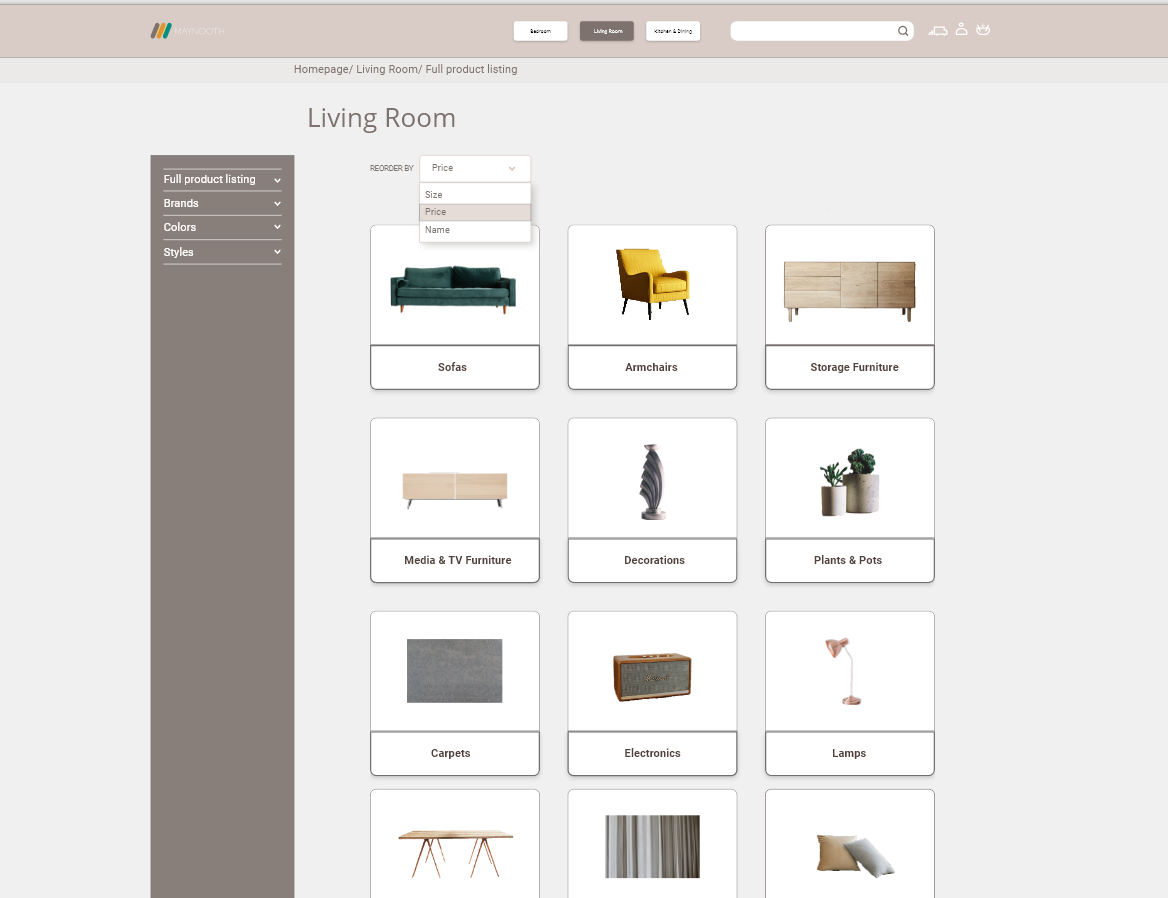 MAYNOOTH
Bedroom
Living Room
Kitchen & Dining
Homepage/ Living Room/ Full product listing
Living Room
Full product listing
Brands
Colors
Styles
REORDER BY
Price
Size
Price
Name
Sofas
Armchairs
Storage Furniture
Media & TV Furniture
Decorations
Plants & Pots
Carpets
Electronics
Lamps